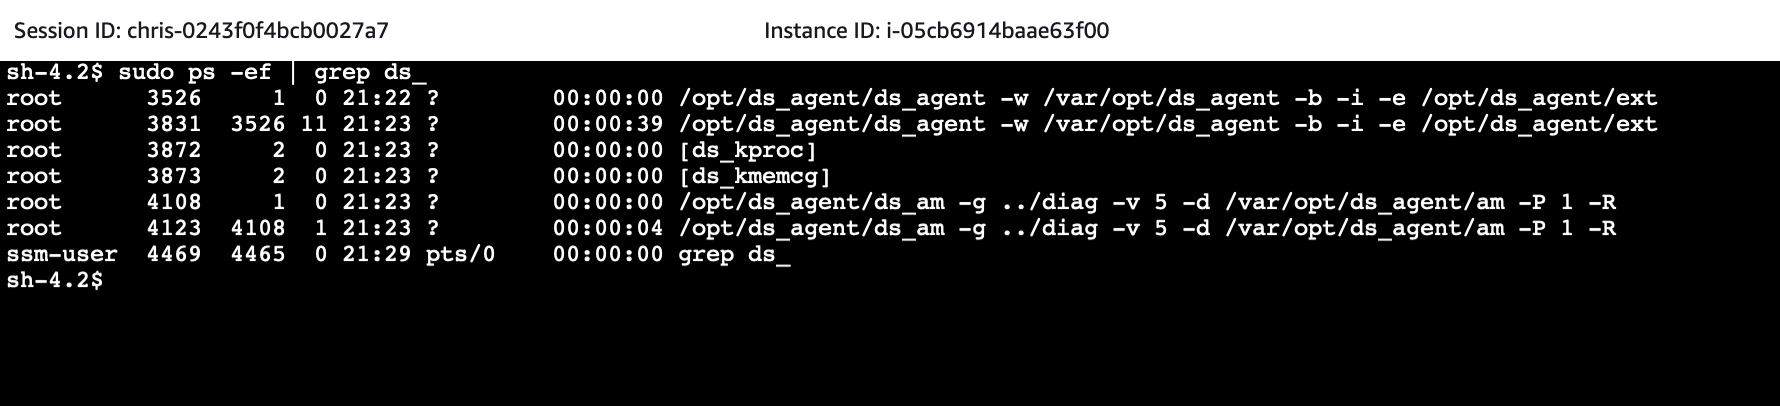 Session ID: chris-0243f0f4bcb0027a7 Instance ID: i-05cb6914baae63f00
sh-4.2$ sudo ps -ef | grep ds_
root      3526     1  0 21:22 ?        00:00:00 /opt/ds_agent/ds_agent -w /var/opt/ds_agent -b -i -e /opt/ds_agent/ext
root      3831  3526 11 21:23 ?        00:00:39 /opt/ds_agent/ds_agent -w /var/opt/ds_agent -b -i -e /opt/ds_agent/ext
root      3872     2  0 21:23 ?        00:00:00 [ds_kproc]
root      3873     2  0 21:23 ?        00:00:00 [ds_kmemcg]
root      4108     1  0 21:23 ?        00:00:00 /opt/ds_agent/ds_am -g ../diag -v 5 -d /var/opt/ds_agent/am -P 1 -R
root      4123  4108  1 21:23 ?        00:00:04 /opt/ds_agent/ds_am -g ../diag -v 5 -d /var/opt/ds_agent/am -P 1 -R
ssm-user  4469  4465  0 21:29 pts/0    00:00:00 grep ds_
sh-4.2$